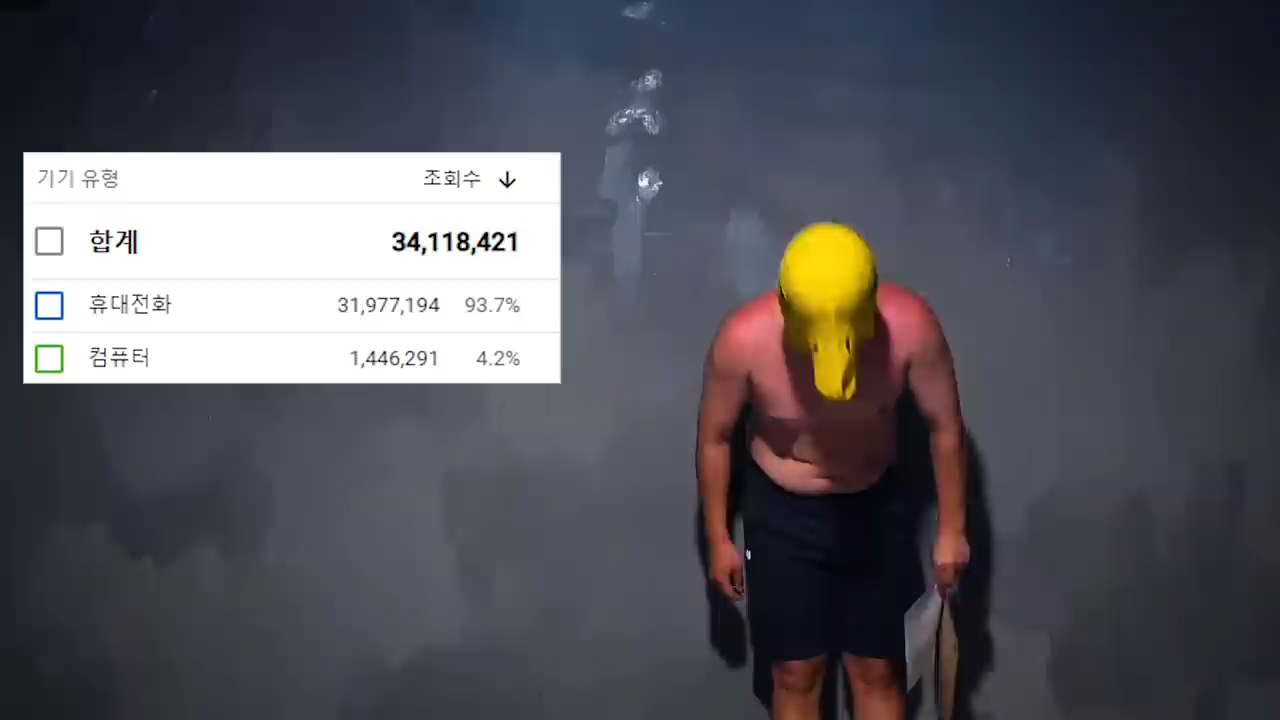 기기 유형 조회수
합계 34,118,421
휴대전화 31,977,194 93.7%
컴퓨터 1,446,291 4.2%